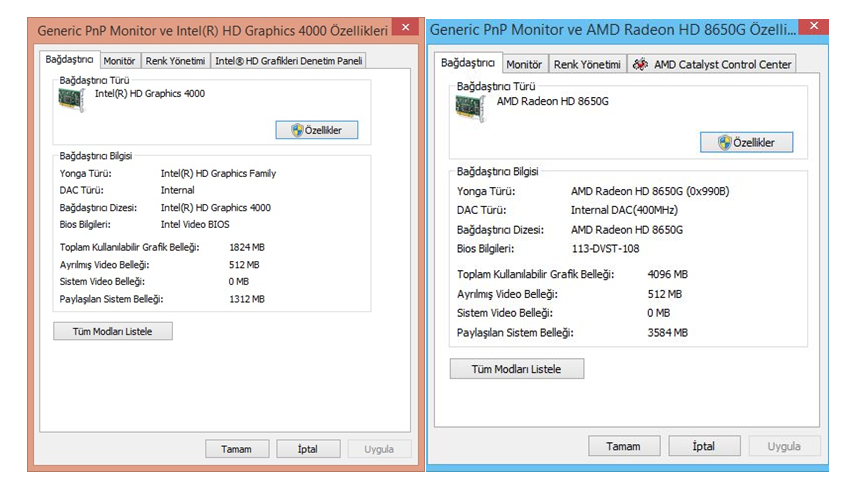 Generic PnP Monitor ve Intel(R) HD Graphics 4000 Özellikleri
Bağdaştırıcı Monitör Renk Yönetimi Intel® HD Grafikleri Denetim Paneli
Bağdaştırıcı Türü
Intel(R) HD Graphics 4000
Özellikler
Bağdaştırıcı Bilgisi
Yonga Türü: Intel(R) HD Graphics Family
DAC Türü: Internal
Bağdaştırıcı Dizesi: Intel(R) HD Graphics 4000
Bios Bilgileri: Intel Video BIOS
Toplam Kullanılabilir Grafik Belleği: 1824 MB
Ayrılmış Video Belleği: 512 MB
Sistem Video Belleği: 0 MB
Paylaşılan Sistem Belleği: 1312 MB
Tüm Modları Listele
Tamam İptal Uygula
Generic PnP Monitor ve AMD Radeon HD 8650G Özelli...
Bağdaştırıcı Monitör Renk Yönetimi AMD Catalyst Control Center
Bağdaştırıcı Türü
AMD Radeon HD 8650G
Özellikler
Bağdaştırıcı Bilgisi
Yonga Türü: AMD Radeon HD 8650G (0x990B)
DAC Türü: Internal DAC(400MHz)
Bağdaştırıcı Dizesi: AMD Radeon HD 8650G
Bios Bilgileri: 113-DVST-108
Toplam Kullanılabilir Grafik Belleği: 4096 MB
Ayrılmış Video Belleği: 512 MB
Sistem Video Belleği: 0 MB
Paylaşılan Sistem Belleği: 3584 MB
Tüm Modları Listele
Tamam İptal Uygula